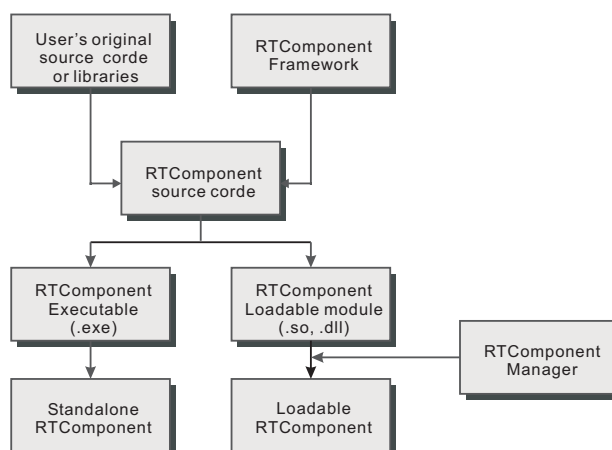 User's original
source corde
or libraries
RTComponent
Framework
RTComponent
source corde
RTComponent
Executable
(.exe)
RTComponent
Loadable module
(.so, .dll)
RTComponent
Manager
Standalone
RTComponent
Loadable
RTComponent